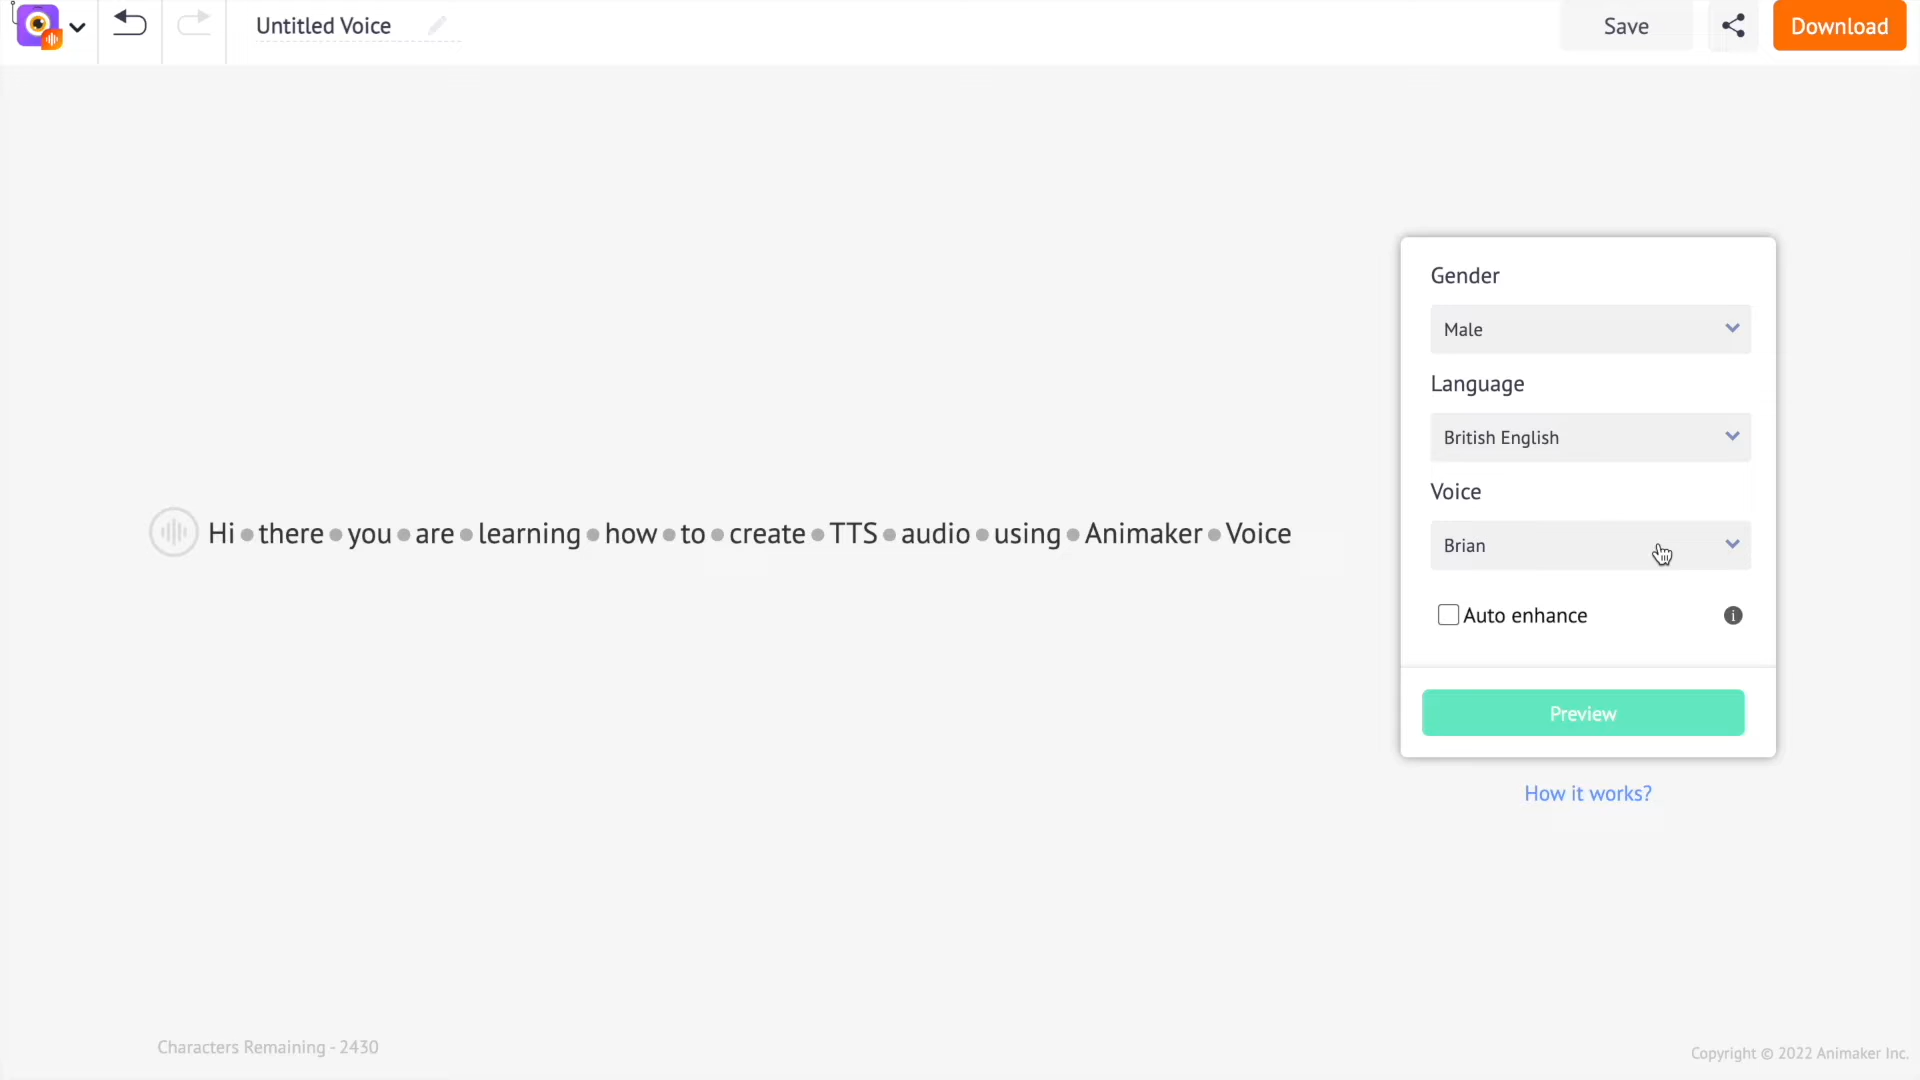 Untitled Voice
Save
Download
Gender
Male
Language
British English
Voice
Brian
Auto enhance
Preview
How it works?
Hi there you are learning how to create TTS audio using Animaker Voice
Characters Remaining - 2430
Copyright © 2022 Animaker Inc.